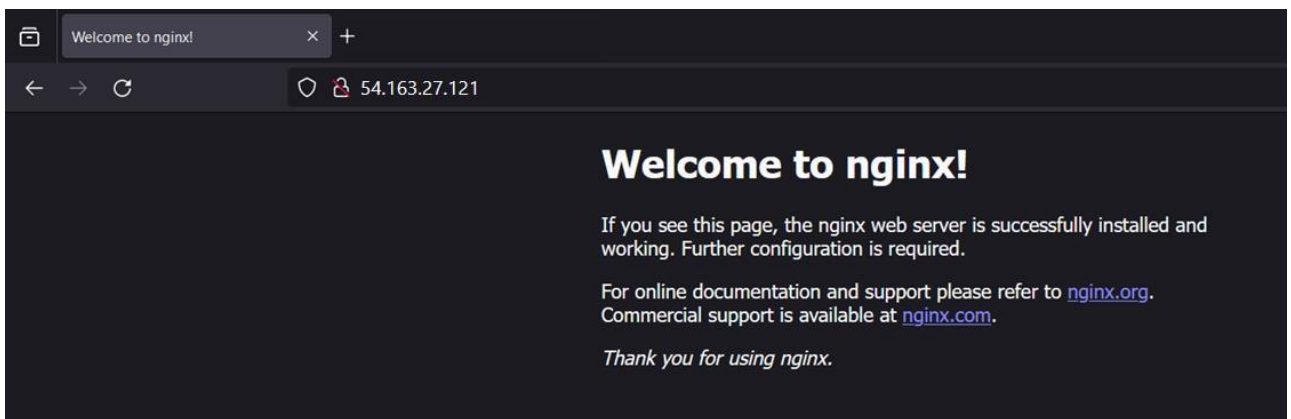 Welcome to nginx!
54.163.27.121
Welcome to nginx!
If you see this page, the nginx web server is successfully installed and
working. Further configuration is required.
For online documentation and support please refer to nginx.org.
Commercial support is available at nginx.com.
Thank you for using nginx.